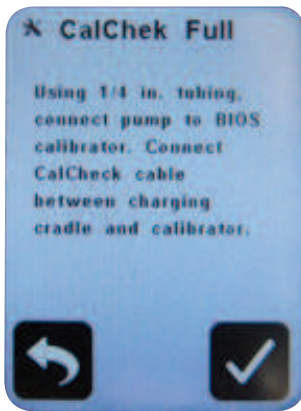 CalChek Full
Using 1/4 in. tubing,
connect pump to BIOS
calibrator. Connect
CalCheck cable
between charging
cradle and calibrator.